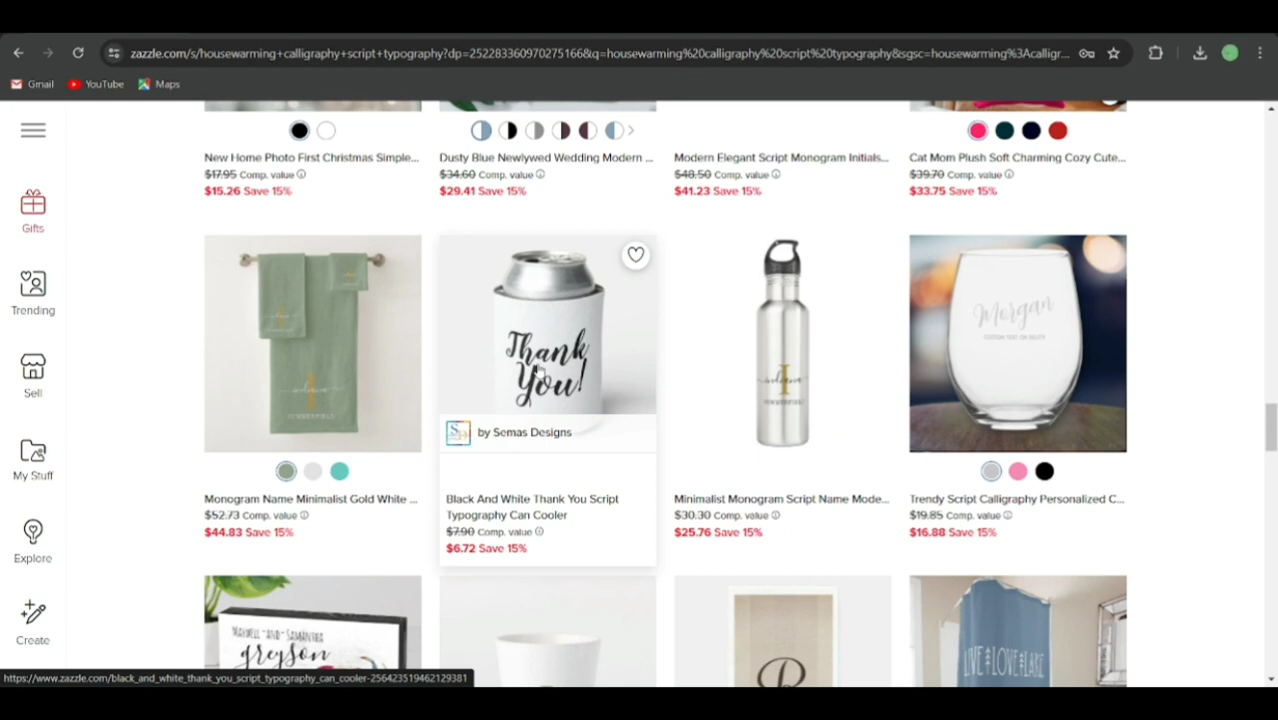 zazzle.com/s/housewarming+calligraphy+script+typography?dp=252283360970275166&q=housewarming%20calligraphy%20script%20typography&sgsc=housewarming%3Acalligr...
Gmail YouTube Maps
New Home Photo First Christmas Simple...
$17.95 Comp. value
$15.26 Save 15%
Dusty Blue Newlywed Wedding Modern ...
$34.60 Comp. value
$29.41 Save 15%
Modern Elegant Script Monogram Initials...
$48.50 Comp. value
$41.23 Save 15%
Cat Mom Plush Soft Charming Cozy Cute...
$39.70 Comp. value
$33.75 Save 15%
Gifts
Trending
Sell
My Stuff
Explore
Create
Thank
You!
by Semas Designs
Morgan
CUSTOM TEXT OR DELETE
Monogram Name Minimalist Gold White ...
$52.73 Comp. value
$44.83 Save 15%
Black And White Thank You Script
Typography Can Cooler
$7.90 Comp. value
$6.72 Save 15%
Minimalist Monogram Script Name Mode...
$30.30 Comp. value
$25.76 Save 15%
Trendy Script Calligraphy Personalized C...
$19.85 Comp. value
$16.88 Save 15%
MAXWELL "AND" SAMANTHA
greyson
R
LIVE LOVE LAKE
https://www.zazzle.com/black_and_white_thank_you_script_typography_can_cooler-256423519462129381